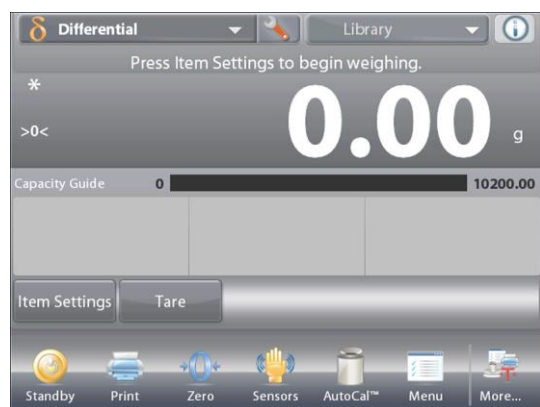 δ Differential Library
Press Item Settings to begin weighing.
*
>0< 0.00 g
Capacity Guide 0 10200.00
Item Settings Tare
Standby Print Zero Sensors AutoCal™ Menu More...